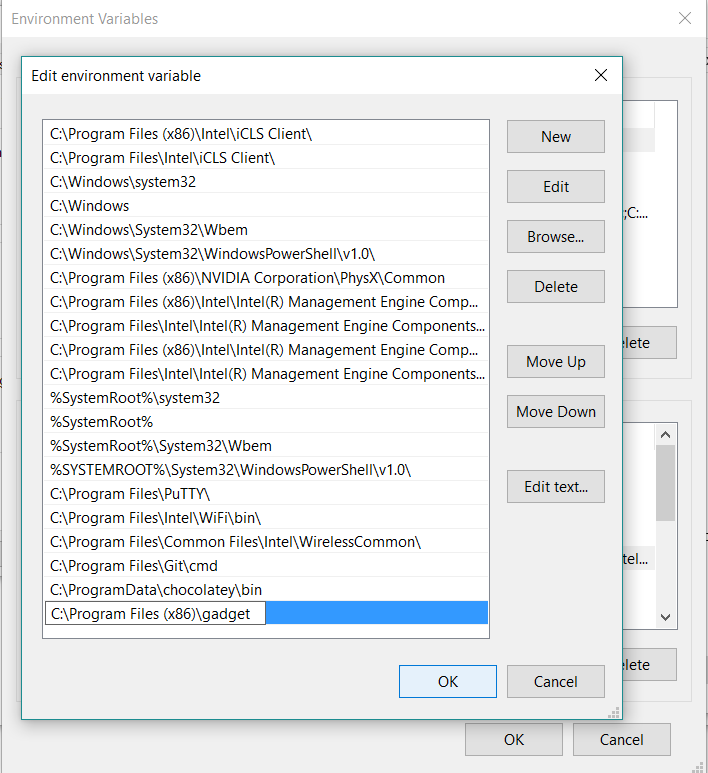 Environment Variables
Edit environment variable
C:\Program Files (x86)\Intel\iCLS Client\
C:\Program Files\Intel\iCLS Client\
C:\Windows\system32
C:\Windows
C:\Windows\System32\Wbem
C:\Windows\System32\WindowsPowerShell\v1.0\
C:\Program Files (x86)\NVIDIA Corporation\PhysX\Common
C:\Program Files (x86)\Intel\Intel(R) Management Engine Comp...
C:\Program Files\Intel\Intel(R) Management Engine Components...
C:\Program Files (x86)\Intel\Intel(R) Management Engine Comp...
C:\Program Files\Intel\Intel(R) Management Engine Components...
%SystemRoot%\system32
%SystemRoot%
%SystemRoot%\System32\Wbem
%SYSTEMROOT%\System32\WindowsPowerShell\v1.0\
C:\Program Files\PuTTY\
C:\Program Files\Intel\WiFi\bin\
C:\Program Files\Common Files\Intel\WirelessCommon\
C:\Program Files\Git\cmd
C:\ProgramData\chocolatey\bin
C:\Program Files (x86)\gadget
New
Edit
Browse...
Delete
Move Up
Move Down
Edit text...
OK
Cancel
;C:...
elete
tel...
elete
OK
Cancel